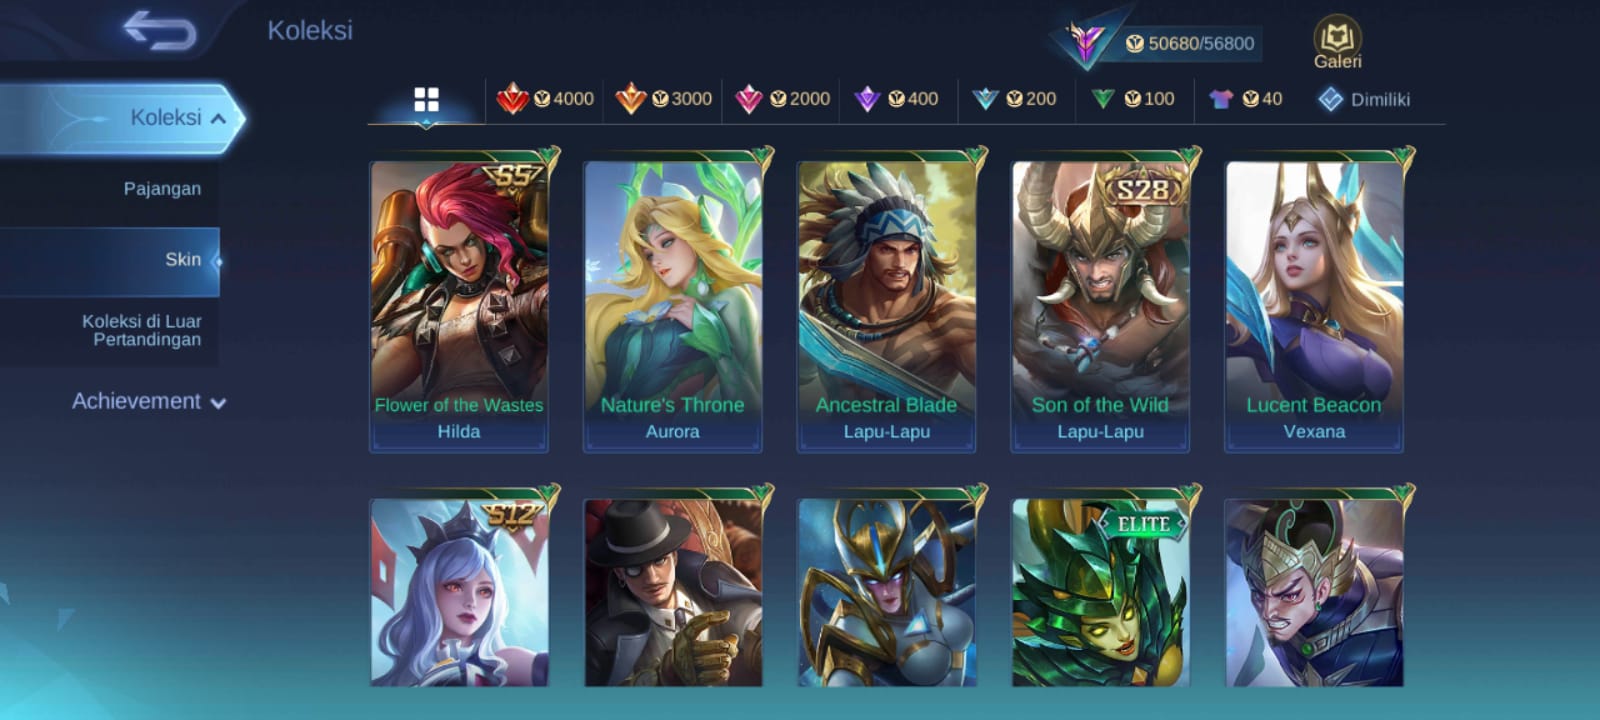 Koleksi
50680/56800
Galeri
4000
3000
2000
400
200
100
40
Dimiliki
Koleksi
Pajangan
Skin
Koleksi di Luar
Pertandingan
Achievement
S5
Flower of the Wastes
Hilda
Nature's Throne
Aurora
Ancestral Blade
Lapu-Lapu
S28
Son of the Wild
Lapu-Lapu
Lucent Beacon
Vexana
S12
ELITE